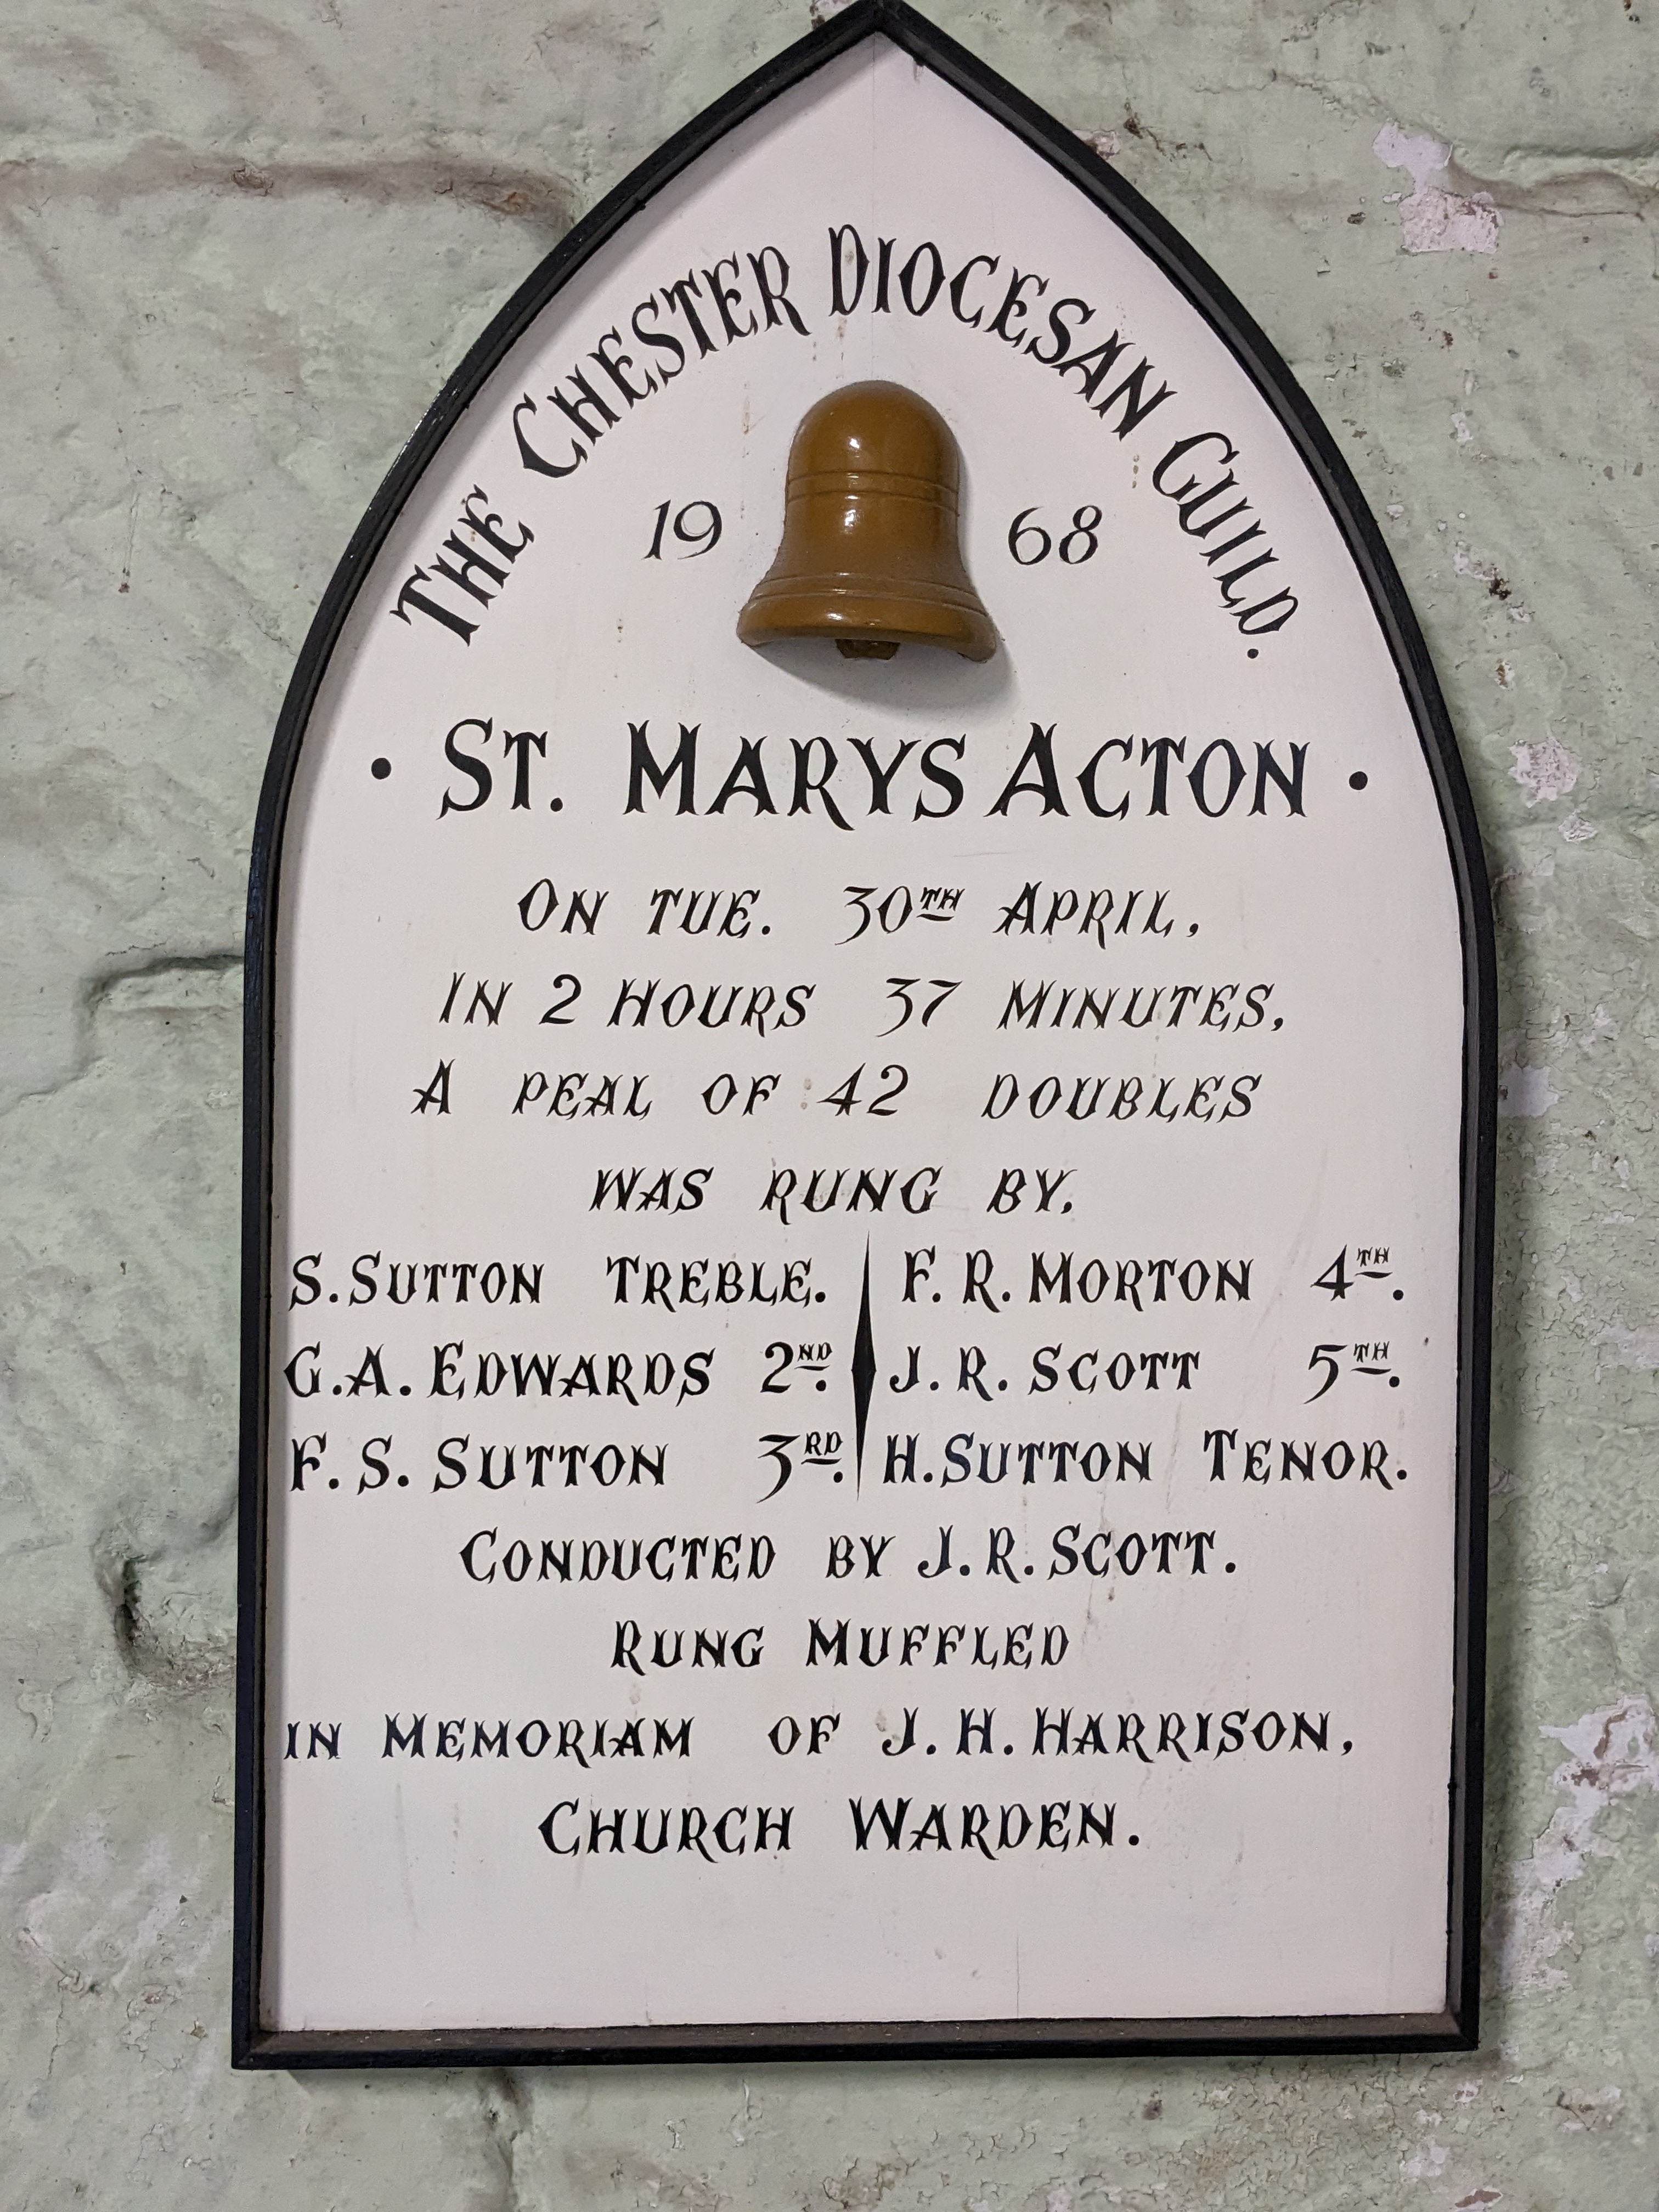 THE CHESTER DIOCESAN GUILD.
19 68
· ST. MARYS ACTON ·
ON TUE. 30TH APRIL,
IN 2 HOURS 37 MINUTES,
A PEAL OF 42 DOUBLES
WAS RUNG BY,
S. SUTTON TREBLE. F. R. MORTON 4TH.
G. A. EDWARDS 2ND. J. R. SCOTT 5TH.
F. S. SUTTON 3RD. H. SUTTON TENOR.
CONDUCTED BY J. R. SCOTT.
RUNG MUFFLED
IN MEMORIAM OF J. H. HARRISON,
CHURCH WARDEN.